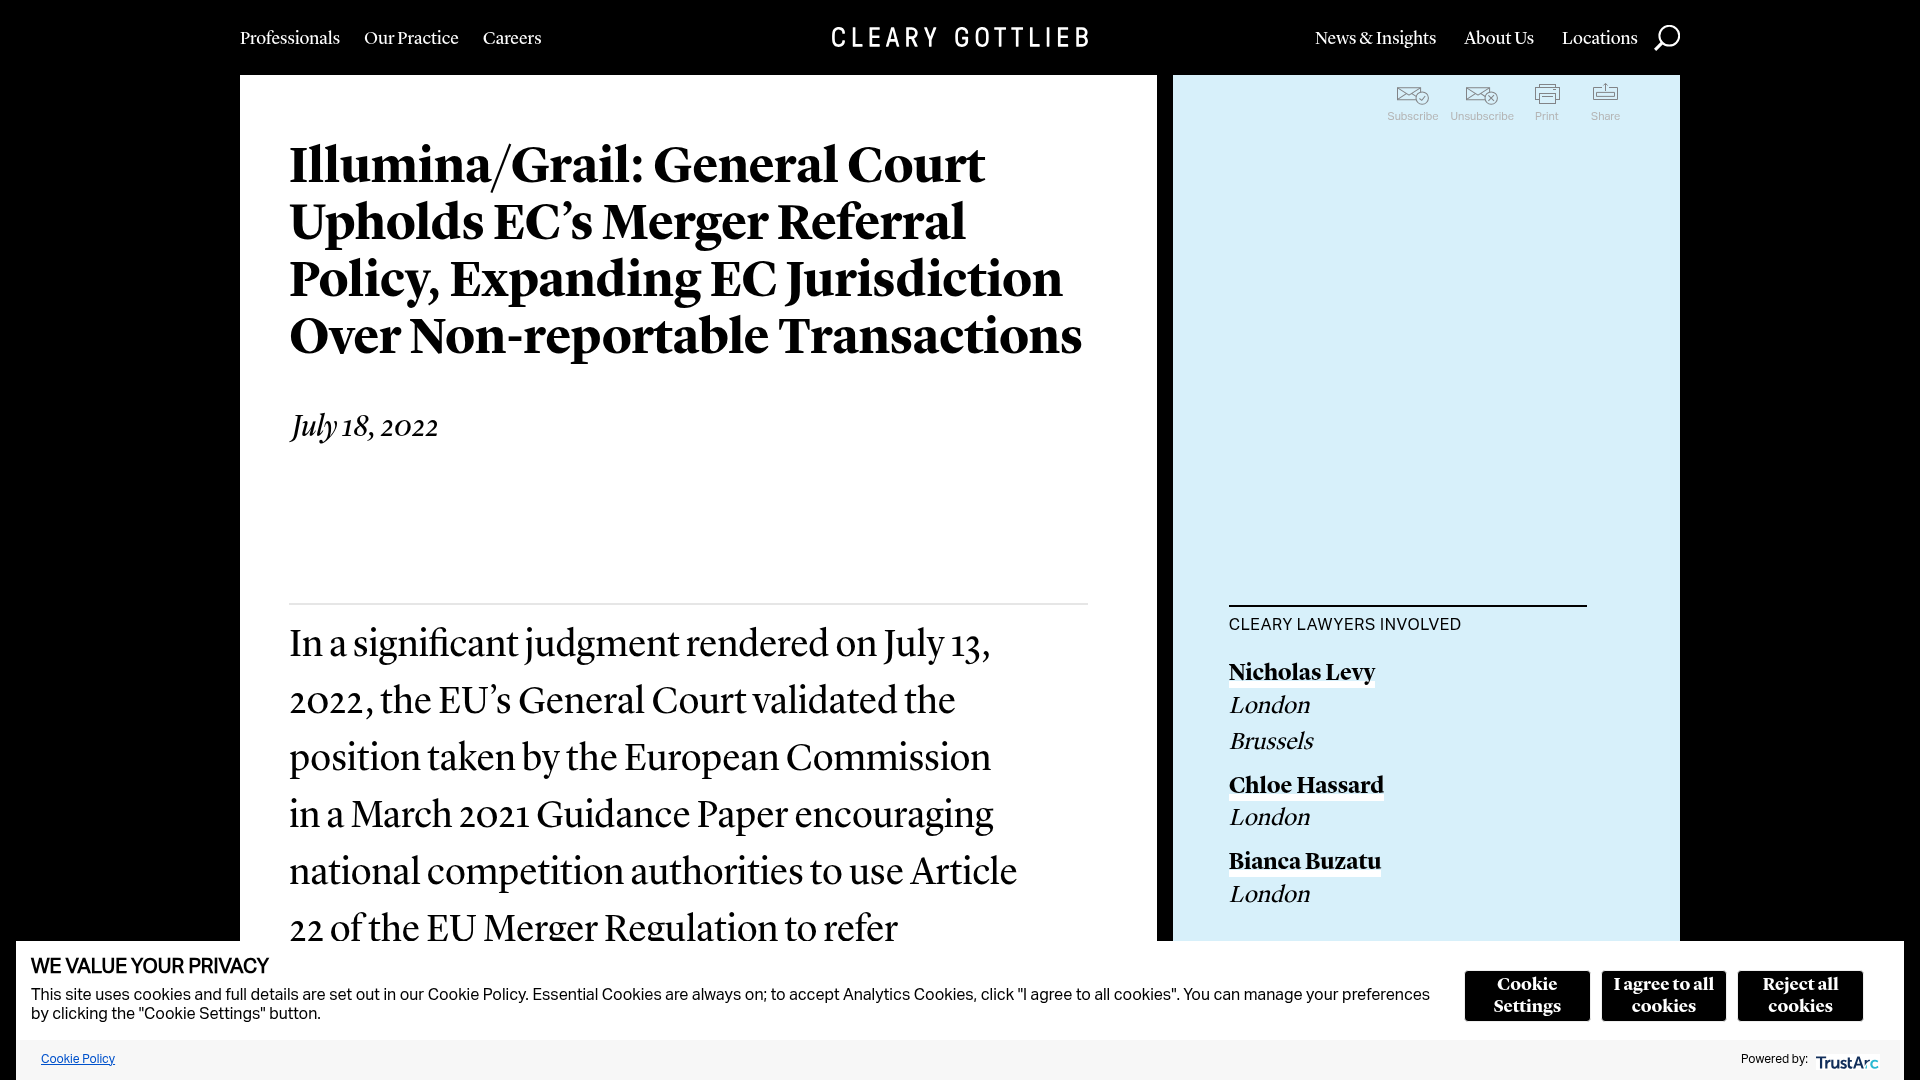 Professionals Our Practice Careers CLEARY GOTTLIEB News & Insights About Us Locations
Subscribe Unsubscribe Print Share
Illumina/Grail: General Court
Upholds EC’s Merger Referral
Policy, Expanding EC Jurisdiction
Over Non-reportable Transactions
July 18, 2022
In a significant judgment rendered on July 13,
2022, the EU’s General Court validated the
position taken by the European Commission
in a March 2021 Guidance Paper encouraging
national competition authorities to use Article
22 of the EU Merger Regulation to refer
CLEARY LAWYERS INVOLVED
Nicholas Levy
London
Brussels
Chloe Hassard
London
Bianca Buzatu
London
WE VALUE YOUR PRIVACY
This site uses cookies and full details are set out in our Cookie Policy. Essential Cookies are always on; to accept Analytics Cookies, click "I agree to all cookies". You can manage your preferences
by clicking the "Cookie Settings" button.
Cookie
Settings
I agree to all
cookies
Reject all
cookies
Cookie Policy
Powered by: TrustArc